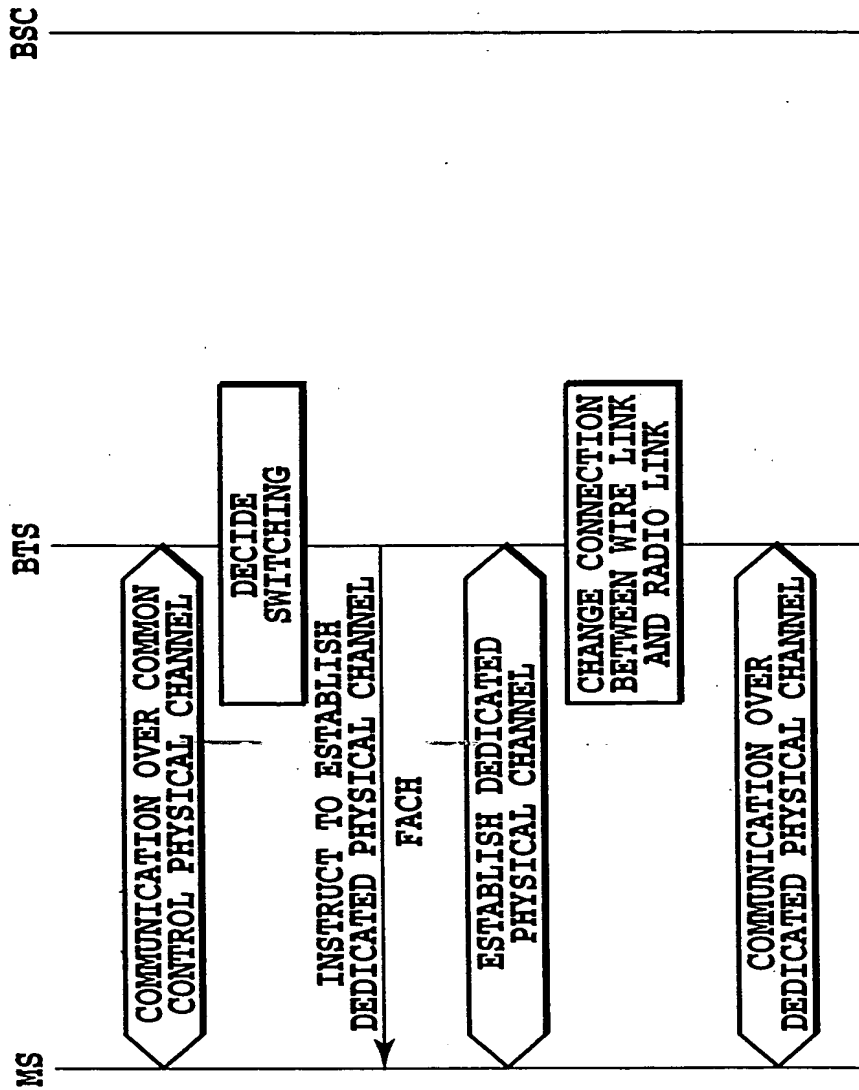 MS
BTS
BSC
COMMUNICATION OVER COMMON
CONTROL PHYSICAL CHANNEL
DECIDE
SWITCHING
INSTRUCT TO ESTABLISH
DEDICATED PHYSICAL CHANNEL
FACH
ESTABLISH DEDICATED
PHYSICAL CHANNEL
CHANGE CONNECTION
BETWEEN WIRE LINK
AND RADIO LINK
COMMUNICATION OVER
DEDICATED PHYSICAL CHANNEL